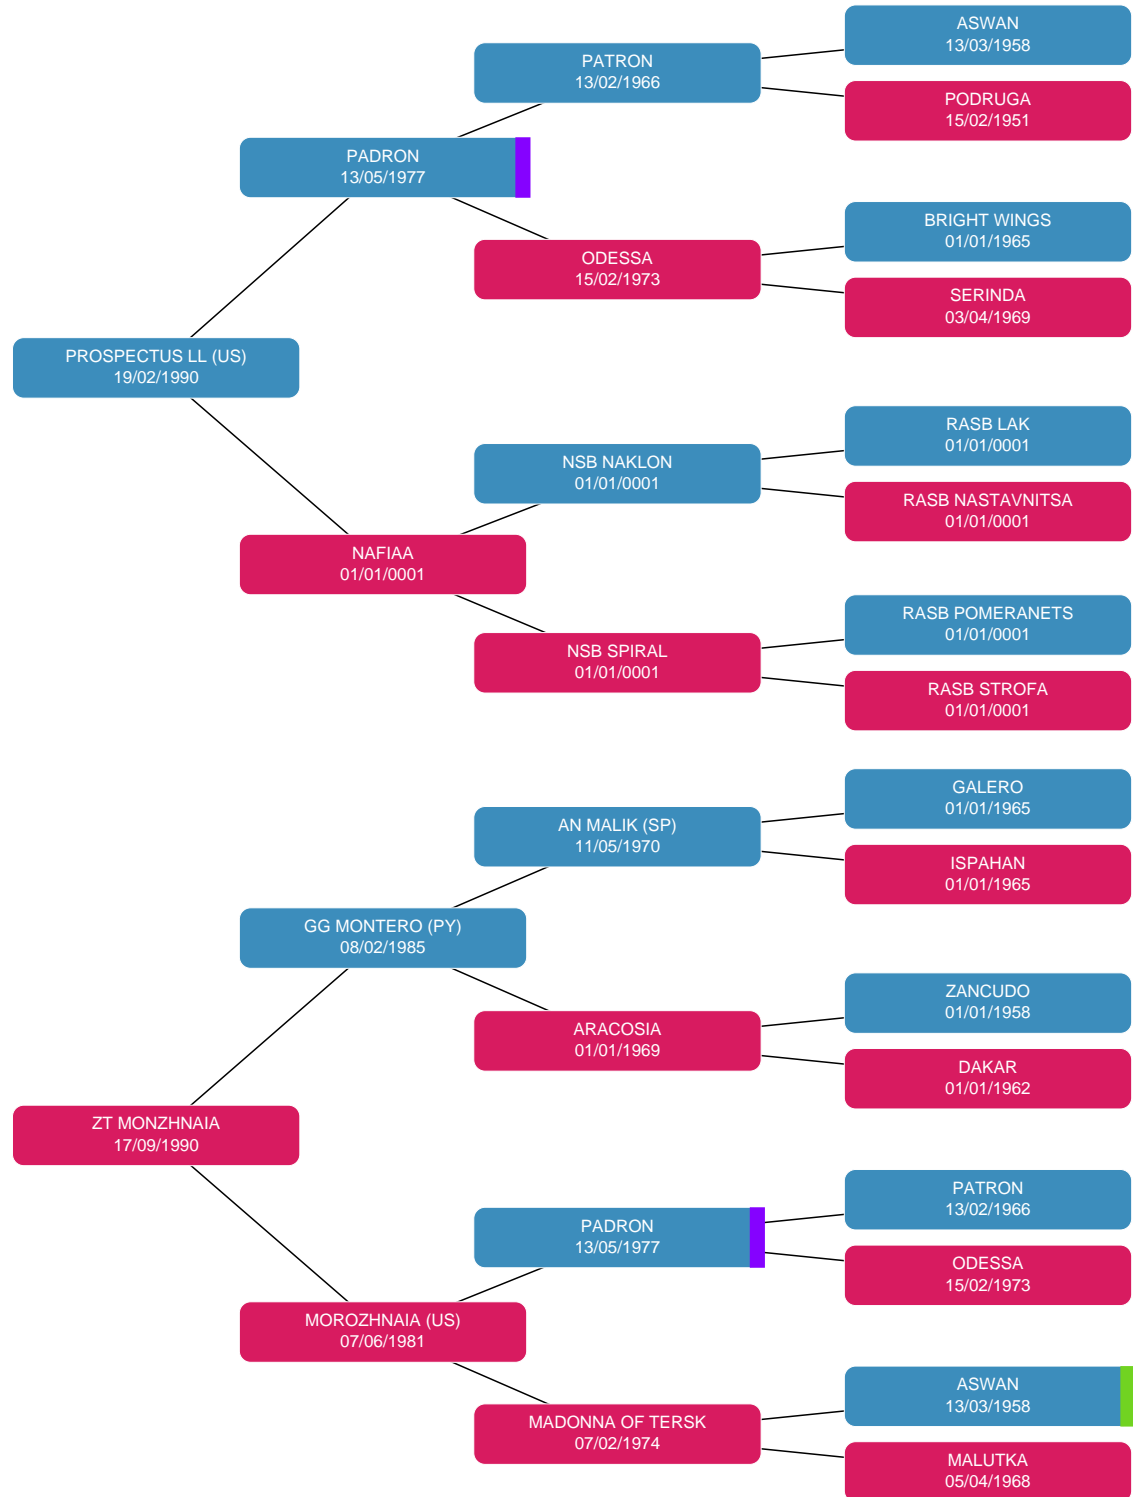 ASWAN
13/03/1958
PATRON
13/02/1966
PODRUGA
15/02/1951
PADRON
13/05/1977
BRIGHT WINGS
01/01/1965
ODESSA
15/02/1973
SERINDA
03/04/1969
PROSPECTUS LL (US)
19/02/1990
RASB LAK
01/01/0001
NSB NAKLON
01/01/0001
RASB NASTAVNITSA
01/01/0001
NAFIAA
01/01/0001
RASB POMERANETS
01/01/0001
NSB SPIRAL
01/01/0001
RASB STROFA
01/01/0001
GALERO
01/01/1965
AN MALIK (SP)
11/05/1970
ISPAHAN
01/01/1965
GG MONTERO (PY)
08/02/1985
ZANCUDO
01/01/1958
ARACOSIA
01/01/1969
DAKAR
01/01/1962
ZT MONZHNAIA
17/09/1990
PATRON
13/02/1966
PADRON
13/05/1977
ODESSA
15/02/1973
MOROZHNAIA (US)
07/06/1981
ASWAN
13/03/1958
MADONNA OF TERSK
07/02/1974
MALUTKA
05/04/1968